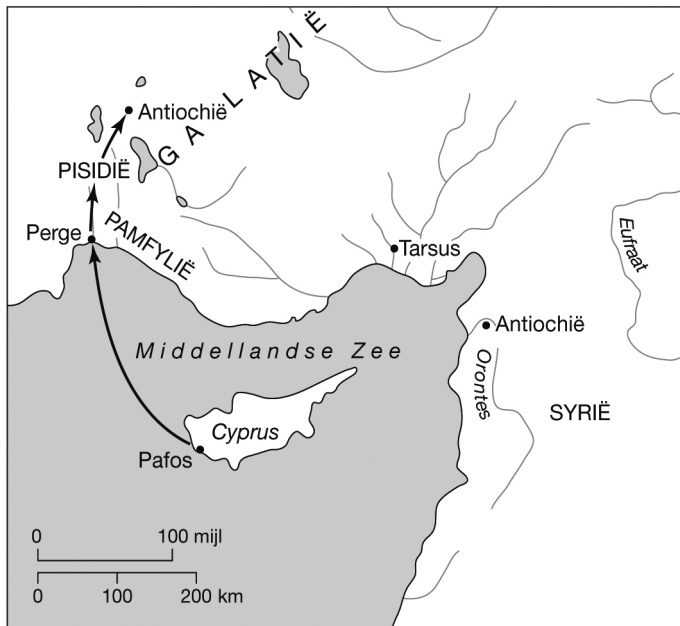 GALATIË
Antiochië
PISIDIË
Perge
PAMFYLIË
Tarsus
Eufraat
Antiochië
Middellandse Zee
Orontes
SYRIË
Cyprus
Pafos
0 100 mijl
0 100 200 km